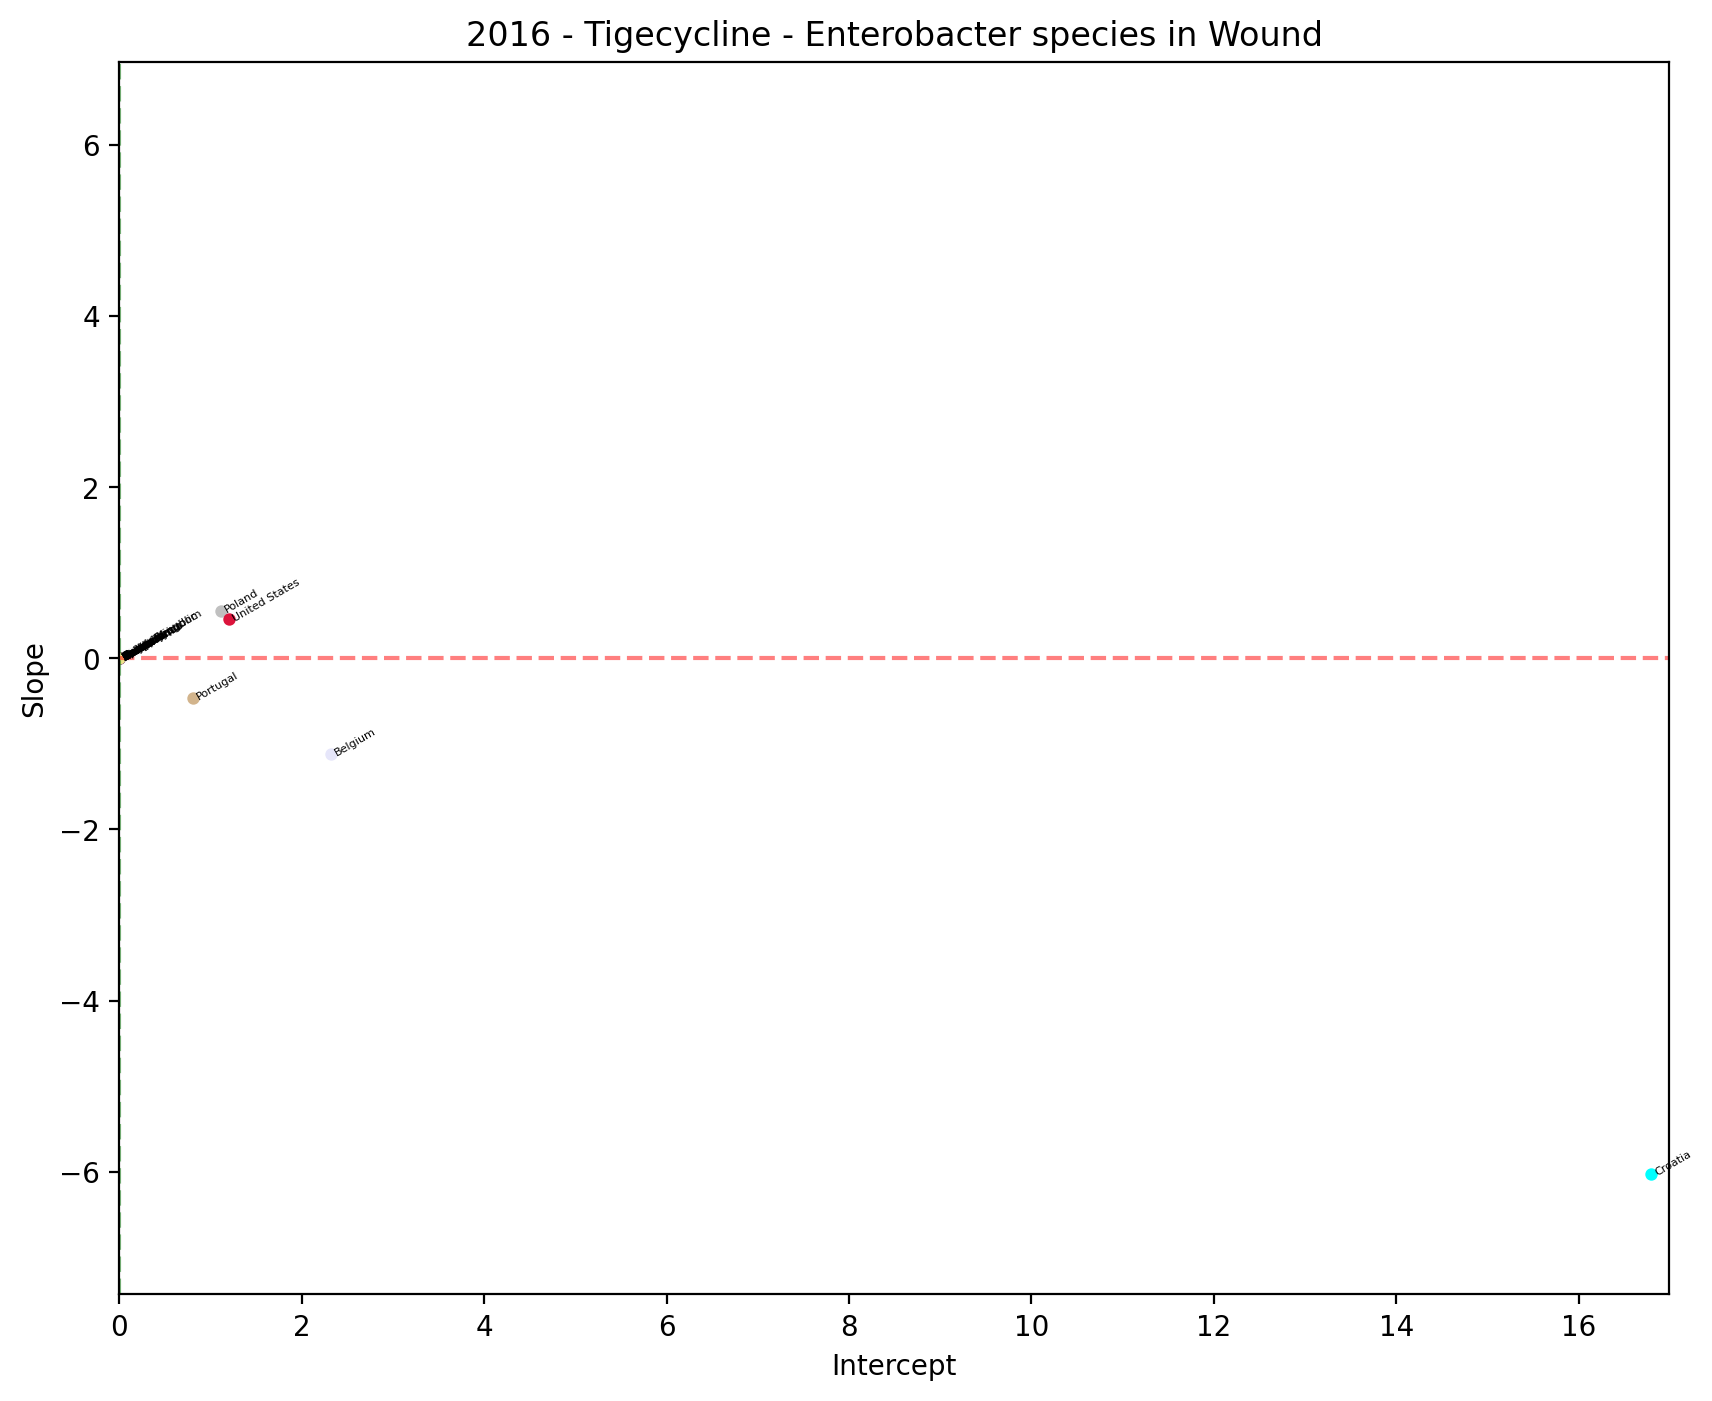 2016 - Tigecycline - Enterobacter species in Wound
6
4
2
0
−2
−4
−6
Slope
Poland
United States
Portugal
Belgium
Croatia
0
2
4
6
8
10
12
14
16
Intercept